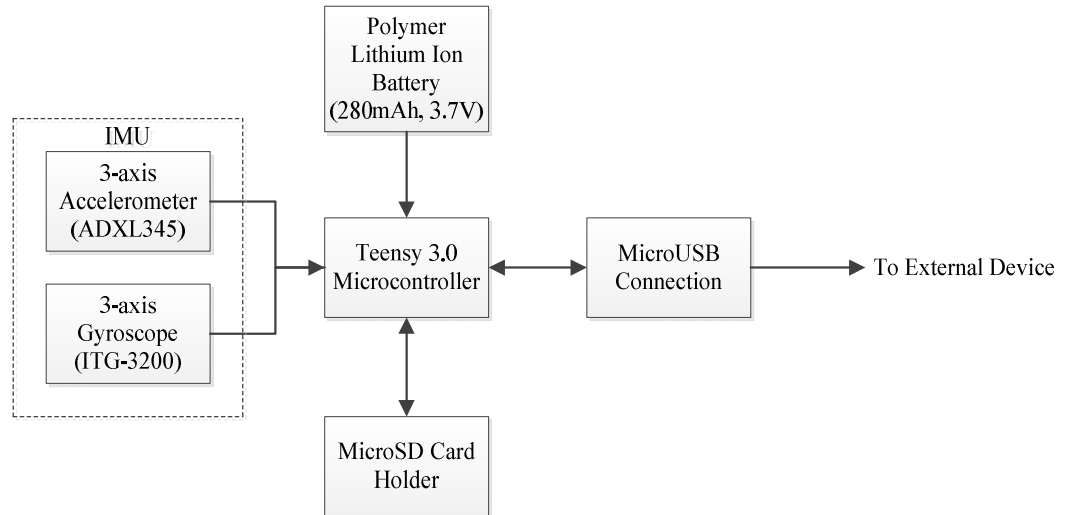 Polymer
Lithium Ion
Battery
(280mAh, 3.7V)
IMU
3-axis
Accelerometer
(ADXL345)
Teensy 3.0
Microcontroller
MicroUSB
Connection
To External Device
3-axis
Gyroscope
(ITG-3200)
MicroSD Card
Holder